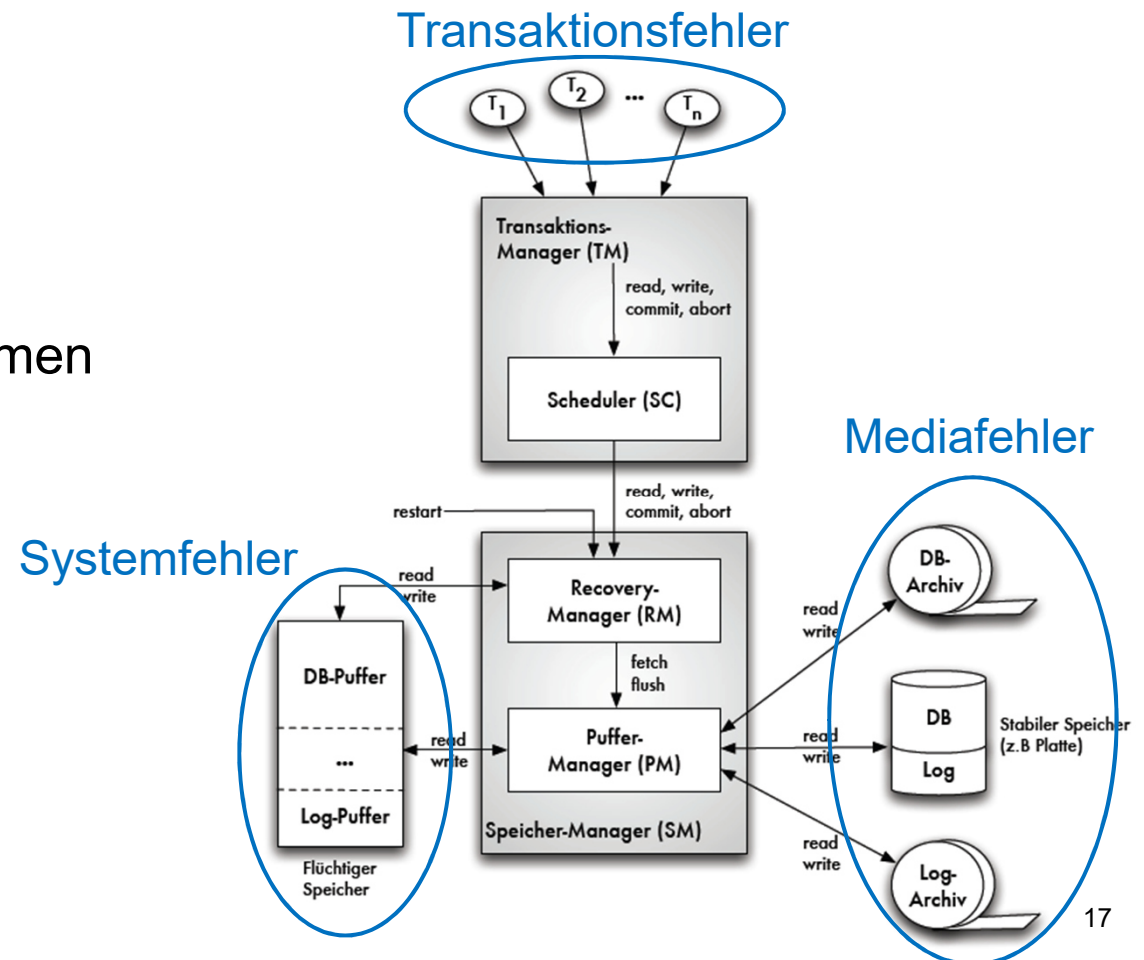 Transaktionsfehler
T1 T2 ... Tn
Transaktions-
Manager (TM)
read, write,
commit, abort
Scheduler (SC)
men
Mediafehler
read, write,
commit, abort
restart
Systemfehler
read
write
Recovery-
Manager (RM)
DB-
Archiv
read
write
fetch
flush
DB-Puffer
...
Log-Puffer
read
write
Puffer-
Manager (PM)
read
write
DB
Log
Stabiler Speicher
(z.B Platte)
Speicher-Manager (SM)
read
write
Flüchtiger
Speicher
Log-
Archiv
17